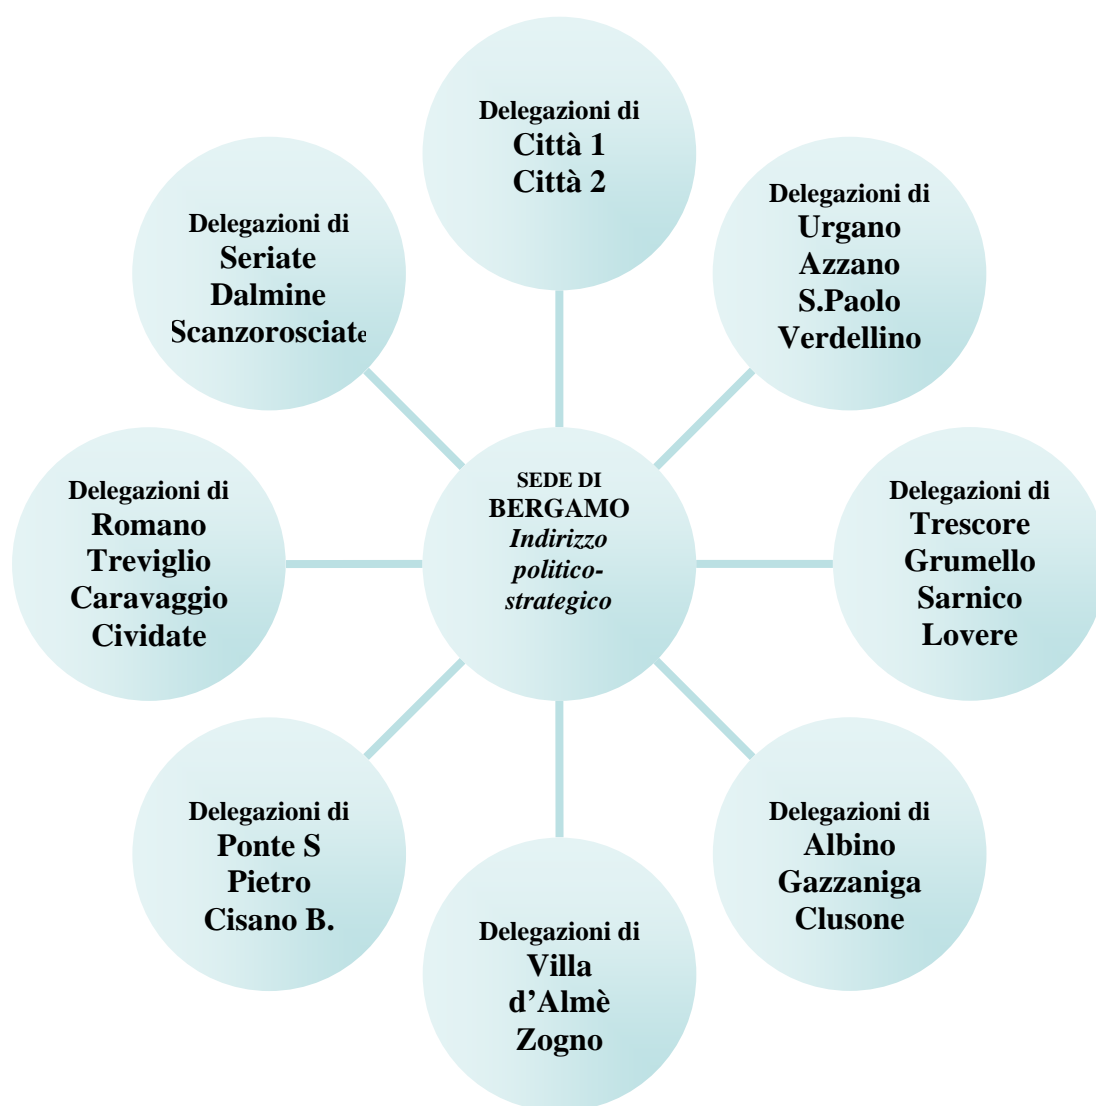 Delegazioni di
Città 1
Città 2
Delegazioni di
Urgano
Azzano
S.Paolo
Verdellino
Delegazioni di
Seriate
Dalmine
Scanzorosciate
SEDE DI
BERGAMO
Indirizzo
politico-
strategico
Delegazioni di
Romano
Treviglio
Caravaggio
Cividate
Delegazioni di
Trescore
Grumello
Sarnico
Lovere
Delegazioni di
Ponte S
Pietro
Cisano B.
Delegazioni di
Albino
Gazzaniga
Clusone
Delegazioni di
Villa
d’Almè
Zogno